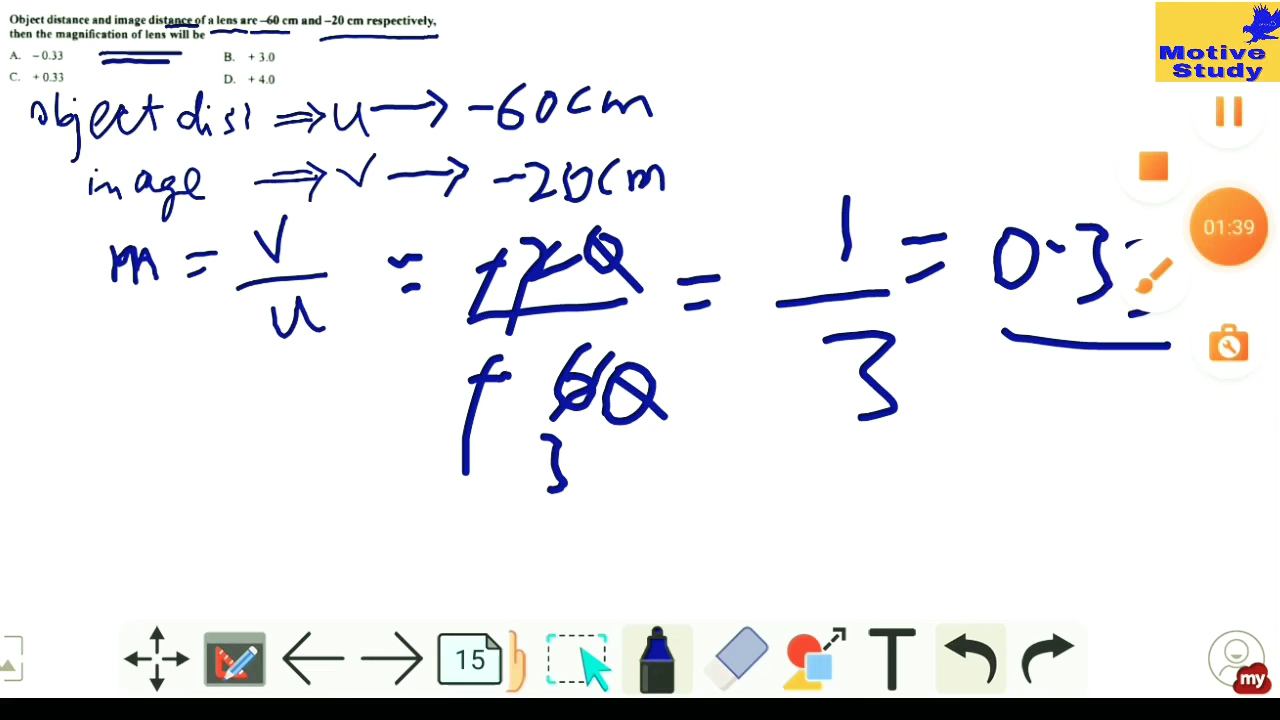 Object distance and image distance of a lens are –60 cm and –20 cm respectively,
then the magnification of lens will be
A. – 0.33 B. + 3.0
C. + 0.33 D. + 4.0
Motive
Study
object dist ⇒ u → -60cm
image ⇒ v → -20cm
m = v/u = -20/-60 = 1/3 = 0.33
3
01:39
15
T
my